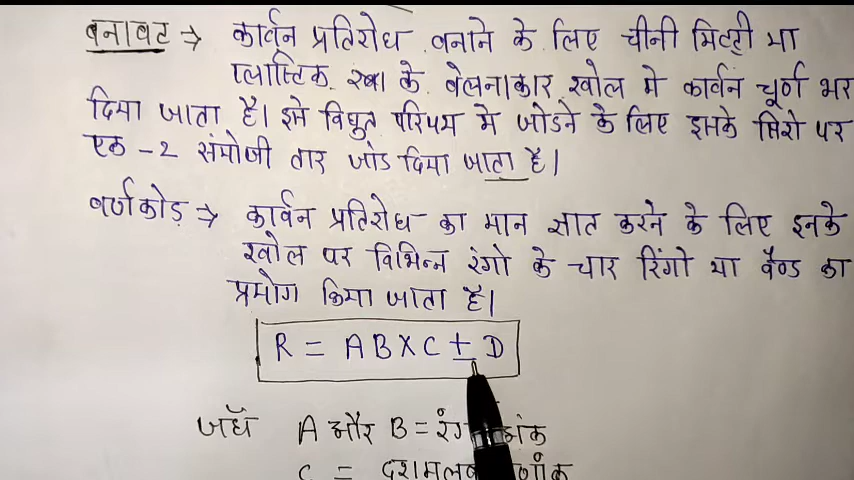 बनावट → कार्बन प्रतिरोध बनाने के लिए चीनी मिट्टी या
प्लास्टिक के बेलनाकार खोल मे कार्बन चूर्ण भर
दिया जाता है। इसे विघुत परिपथ मे जोडने के लिए इसके सिरो पर
एक -2 संयोजी तार जोड दिया जाता है।
वर्णकोड़ → कार्बन प्रतिरोध का मान ज्ञात करने के लिए इनके
खोल पर विभिन्न रंगो के चार रिंगो या बैण्ड का
प्रयोग किया जाता है।
R = AB X C ± D
जहाँ A और B = अंक
C =